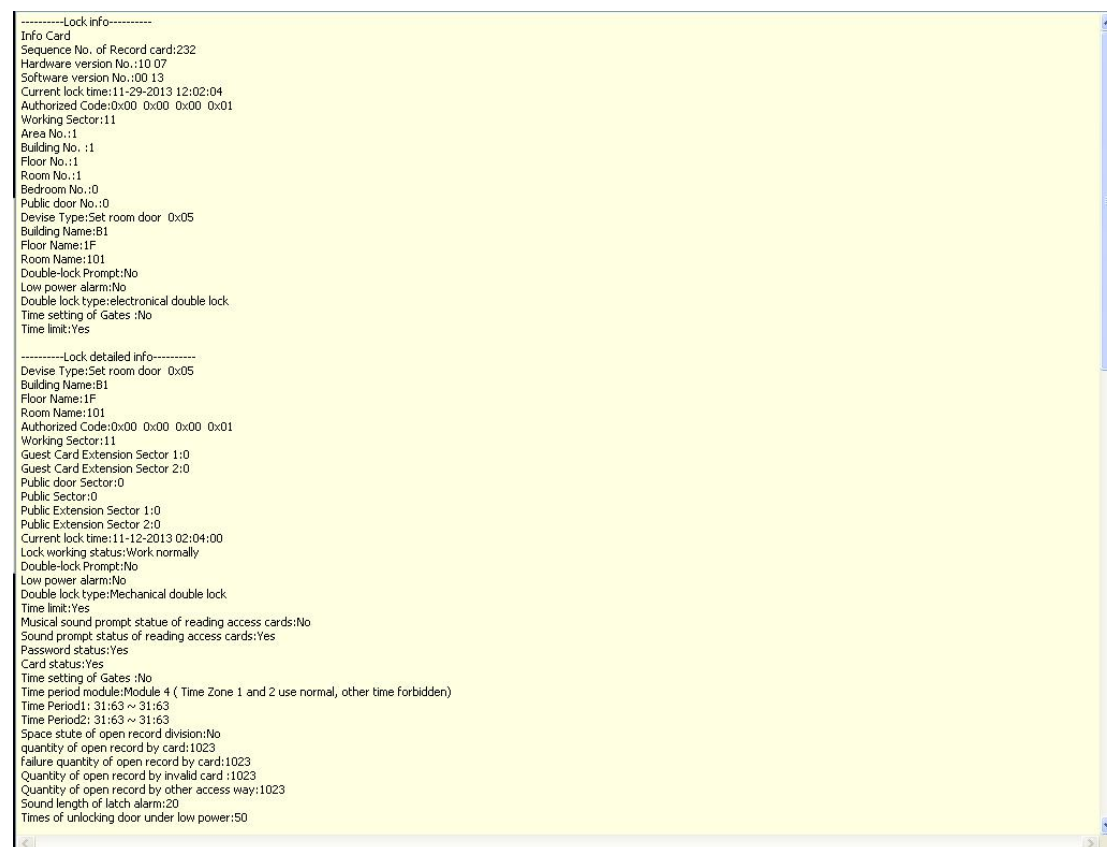 ----------Lock info----------
Info Card
Sequence No. of Record card:232
Hardware version No.:10 07
Software version No.:00 13
Current lock time:11-29-2013 12:02:04
Authorized Code:0x00  0x00  0x00  0x01
Working Sector:11
Area No.:1
Building No. :1
Floor No.:1
Room No.:1
Bedroom No.:0
Public door No.:0
Devise Type:Set room door  0x05
Building Name:B1
Floor Name:1F
Room Name:101
Double-lock Prompt:No
Low power alarm:No
Double lock type:electronical double lock
Time setting of Gates :No
Time limit:Yes
----------Lock detailed info----------
Devise Type:Set room door  0x05
Building Name:B1
Floor Name:1F
Room Name:101
Authorized Code:0x00  0x00  0x00  0x01
Working Sector:11
Guest Card Extension Sector 1:0
Guest Card Extension Sector 2:0
Public door Sector:0
Public Sector:0
Public Extension Sector 1:0
Public Extension Sector 2:0
Current lock time:11-12-2013 02:04:00
Lock working status:Work normally
Double-lock Prompt:No
Low power alarm:No
Double lock type:Mechanical double lock
Time limit:Yes
Musical sound prompt statue of reading access cards:No
Sound prompt status of reading access cards:Yes
Password status:Yes
Card status:Yes
Time setting of Gates :No
Time period module:Module 4 ( Time Zone 1 and 2 use normal, other time forbidden)
Time Period1: 31:63 ~ 31:63
Time Period2: 31:63 ~ 31:63
Space stute of open record division:No
quantity of open record by card:1023
failure quantity of open record by card:1023
Quantity of open record by invalid card :1023
Quantity of open record by other access way:1023
Sound length of latch alarm:20
Times of unlocking door under low power:50